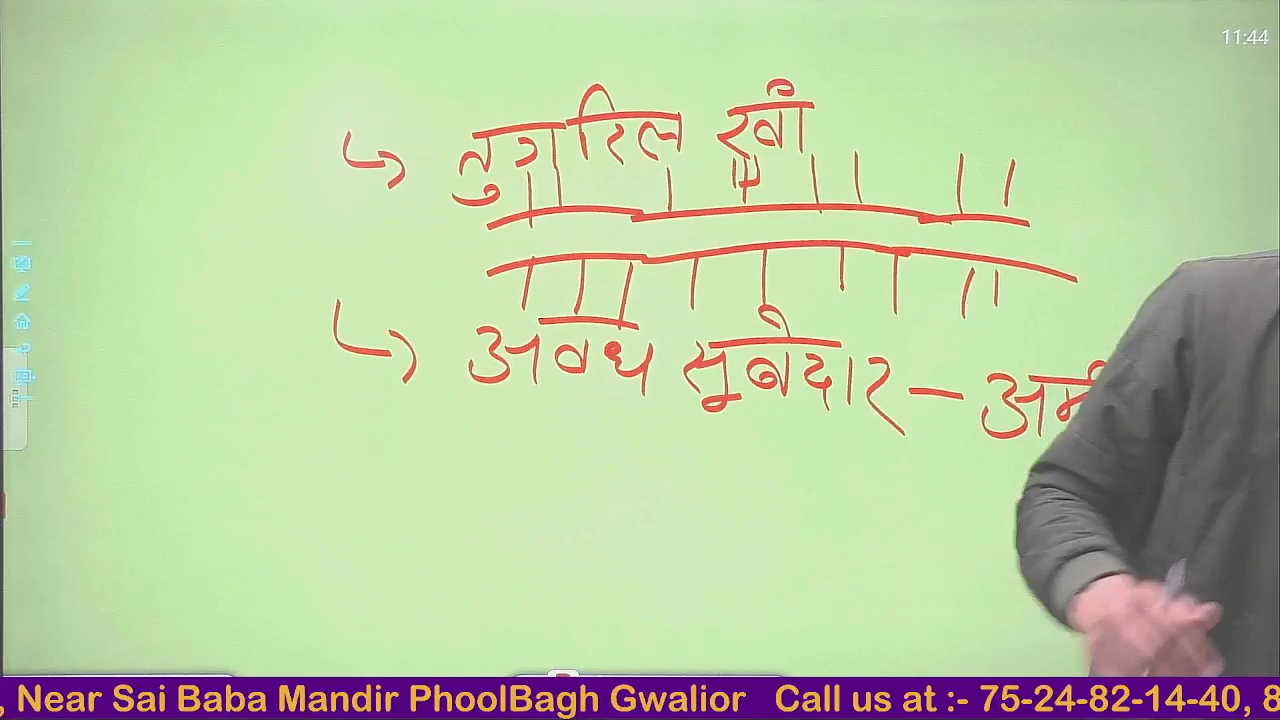 11:44
तुगरिल खाँ
अवध सूबेदार -
, Near Sai Baba Mandir PhoolBagh Gwalior Call us at :- 75-24-82-14-40, 8